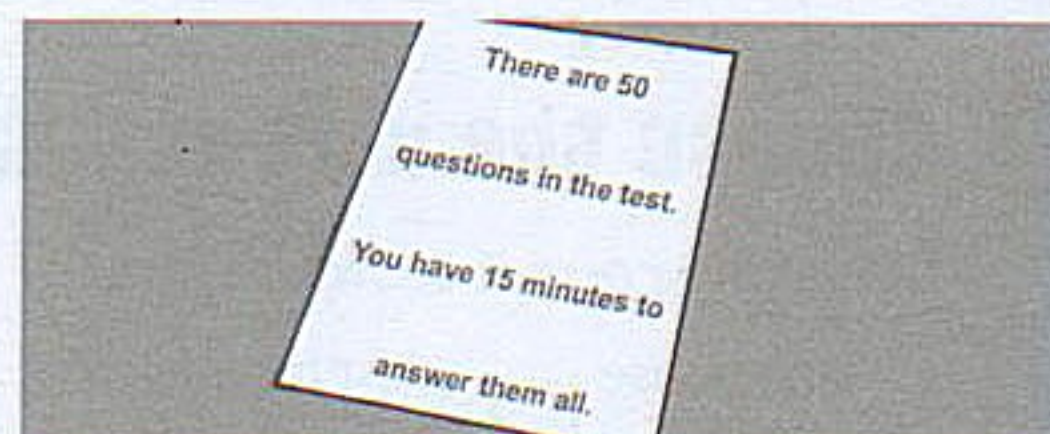 There are 50
questions in the test.
You have 15 minutes to
answer them all.